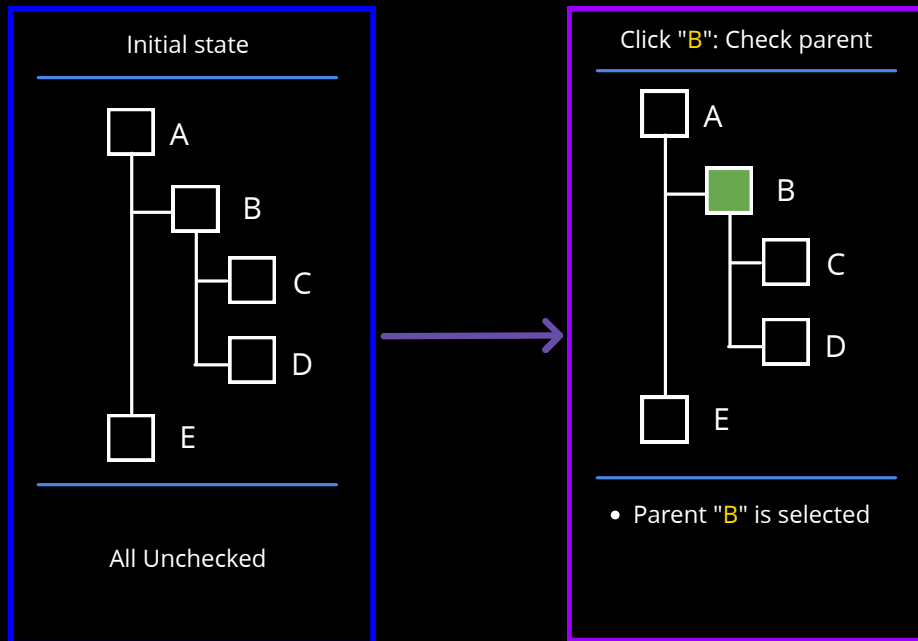 Initial state
A
B
C
D
E
All Unchecked
Click "B": Check parent
A
B
C
D
E
• Parent "B" is selected